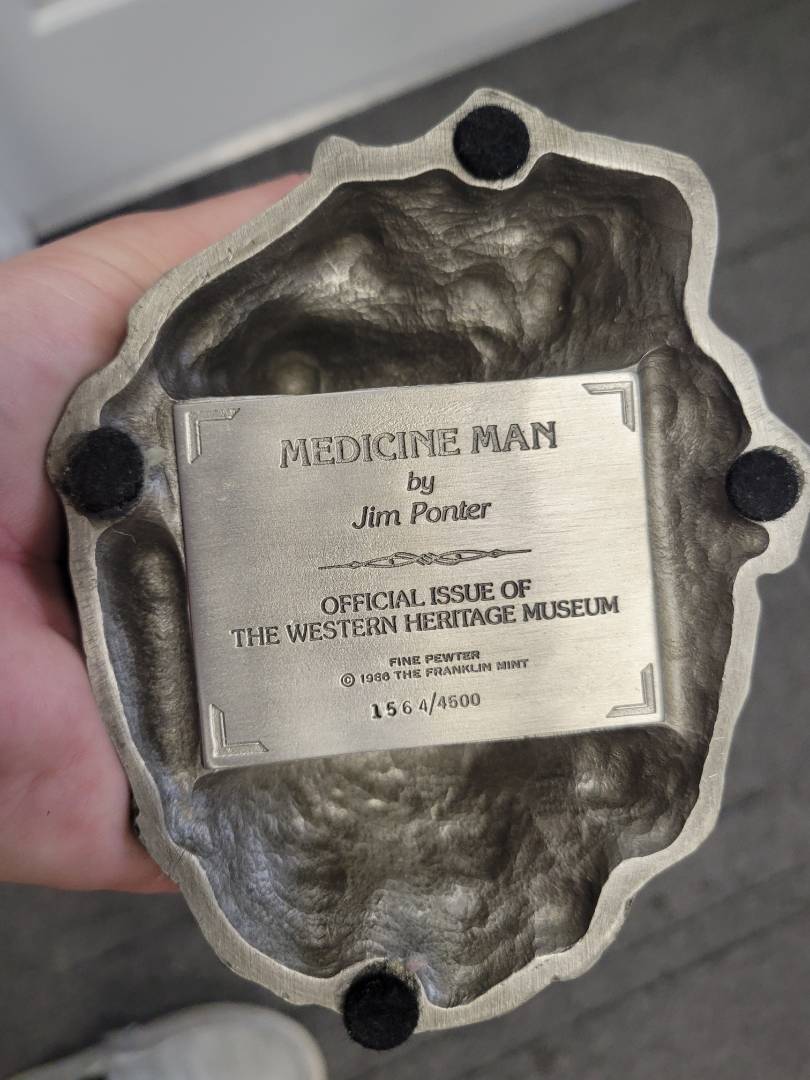 MEDICINE MAN
by
Jim Ponter
OFFICIAL ISSUE OF
THE WESTERN HERITAGE MUSEUM
FINE PEWTER
© 1986 THE FRANKLIN MINT
1564/4500